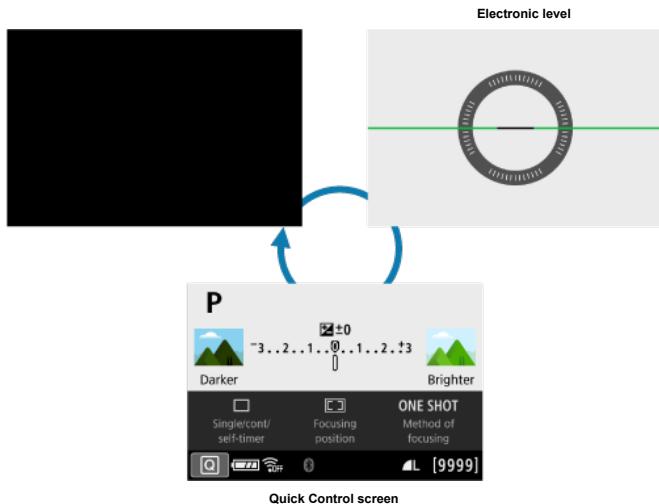 Electronic level
P
±0
-3..2..1..0..1..2..+3
Darker
Brighter
ONE SHOT
Single/cont/
self-timer
Focusing
position
Method of
focusing
Q
OFF
L
[9999]
Quick Control screen